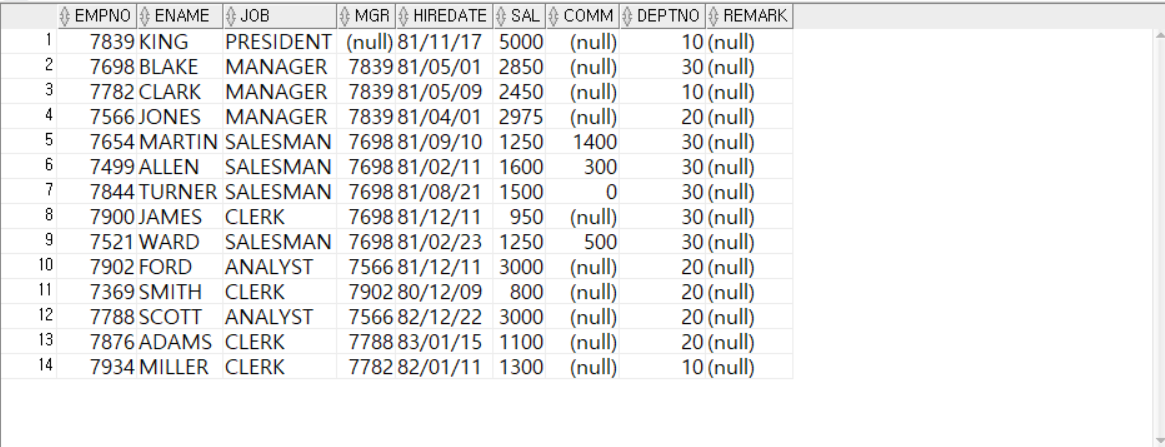 EMPNO ENAME JOB MGR HIREDATE SAL COMM DEPTNO REMARK
1 7839 KING PRESIDENT (null) 81/11/17 5000 (null) 10 (null)
2 7698 BLAKE MANAGER 7839 81/05/01 2850 (null) 30 (null)
3 7782 CLARK MANAGER 7839 81/05/09 2450 (null) 10 (null)
4 7566 JONES MANAGER 7839 81/04/01 2975 (null) 20 (null)
5 7654 MARTIN SALESMAN 7698 81/09/10 1250 1400 30 (null)
6 7499 ALLEN SALESMAN 7698 81/02/11 1600 300 30 (null)
7 7844 TURNER SALESMAN 7698 81/08/21 1500 0 30 (null)
8 7900 JAMES CLERK 7698 81/12/11 950 (null) 30 (null)
9 7521 WARD SALESMAN 7698 81/02/23 1250 500 30 (null)
10 7902 FORD ANALYST 7566 81/12/11 3000 (null) 20 (null)
11 7369 SMITH CLERK 7902 80/12/09 800 (null) 20 (null)
12 7788 SCOTT ANALYST 7566 82/12/22 3000 (null) 20 (null)
13 7876 ADAMS CLERK 7788 83/01/15 1100 (null) 20 (null)
14 7934 MILLER CLERK 7782 82/01/11 1300 (null) 10 (null)